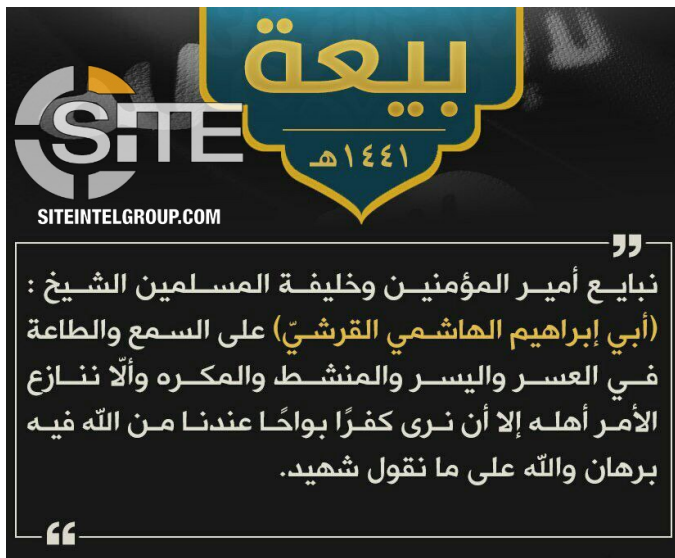 بيعة
١٤٤١هـ
SITE
SITEINTELGROUP.COM
نبايع أمير المؤمنين وخليفة المسلمين الشيخ :
(أبي إبراهيم الهاشمي القرشيّ) على السمع والطاعة
في العسر واليسر والمنشط والمكره وألّا ننازع
الأمر أهله إلا أن نرى كفرًا بواحًا عندنا من الله فيه
برهان والله على ما نقول شهيد.